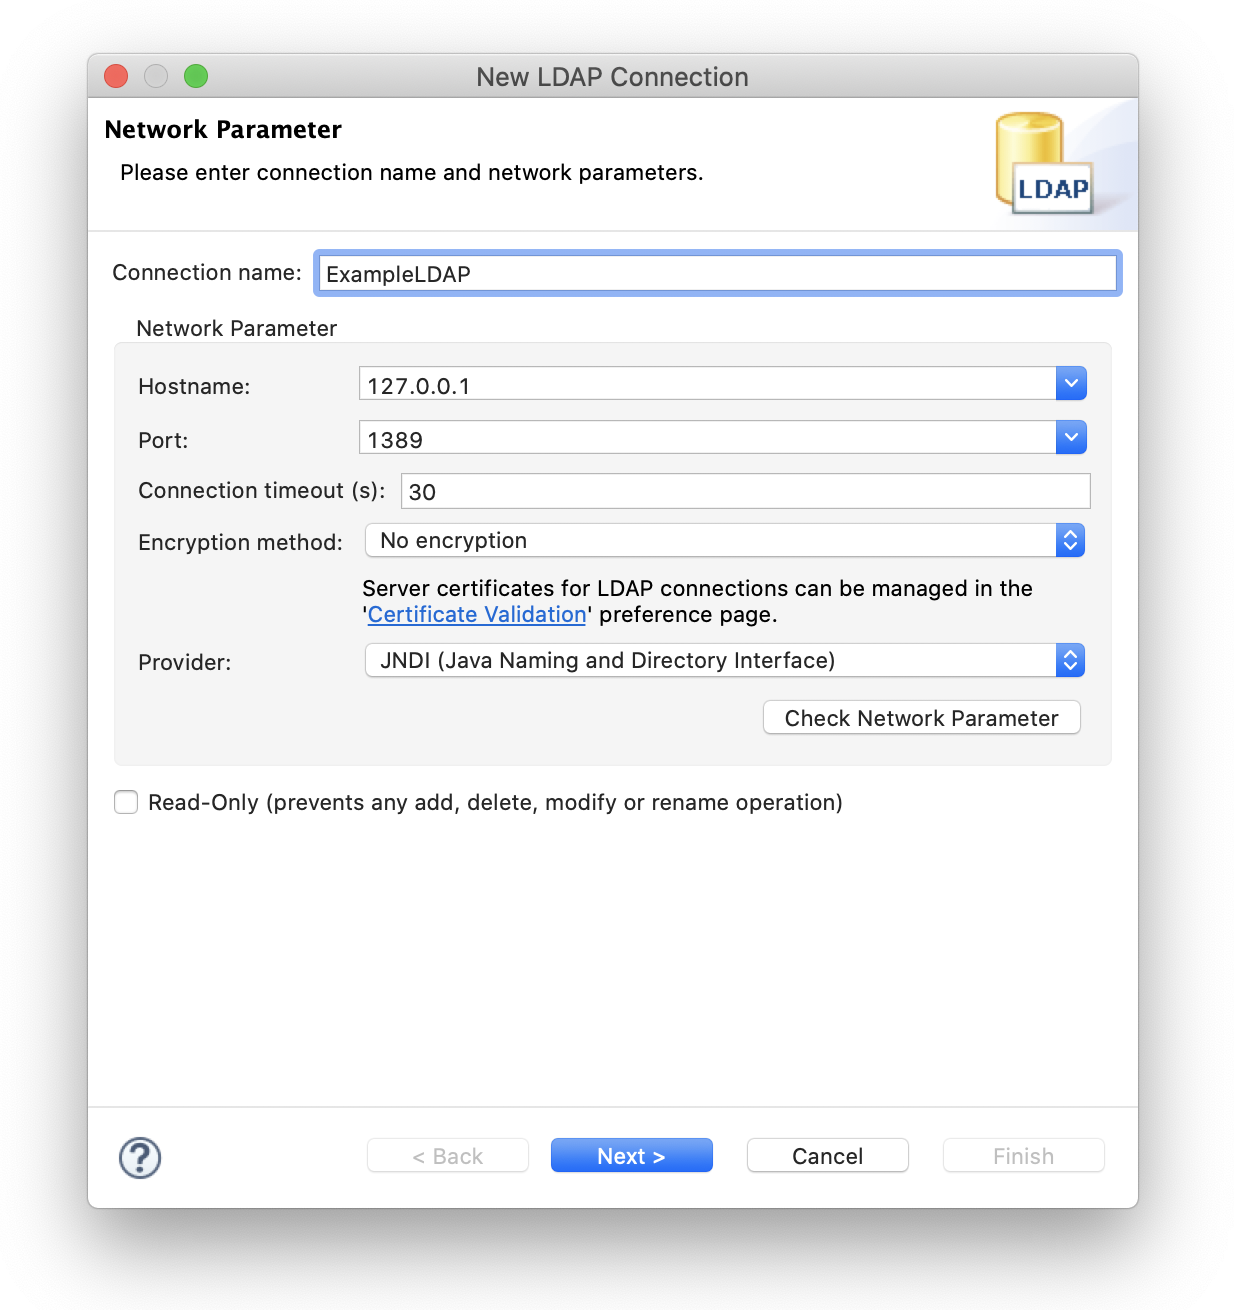 New LDAP Connection
Network Parameter
Please enter connection name and network parameters.
LDAP
Connection name: ExampleLDAP
Network Parameter
Hostname: 127.0.0.1
Port: 1389
Connection timeout (s): 30
Encryption method: No encryption
Server certificates for LDAP connections can be managed in the
'Certificate Validation' preference page.
Provider: JNDI (Java Naming and Directory Interface)
Check Network Parameter
Read-Only (prevents any add, delete, modify or rename operation)
? < Back Next > Cancel Finish